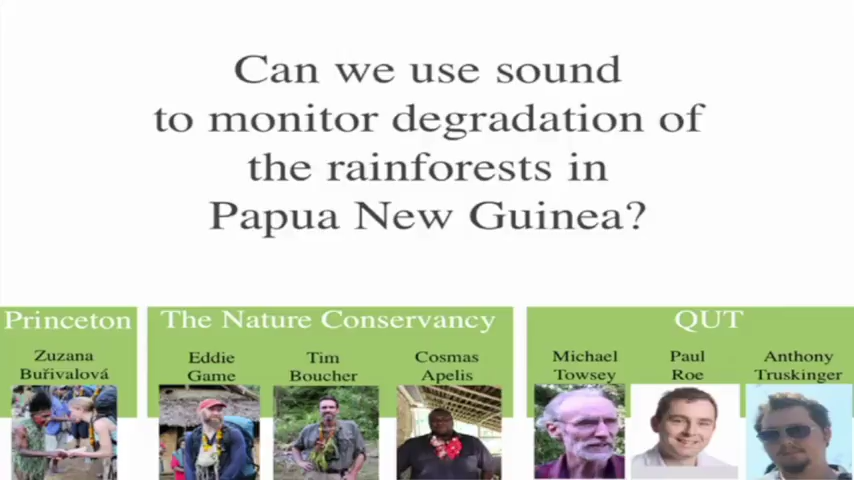 Can we use sound
to monitor degradation of
the rainforests in
Papua New Guinea?
Princeton
The Nature Conservancy
QUT
Zuzana
Buřivalová
Eddie
Game
Tim
Boucher
Cosmas
Apelis
Michael
Towsey
Paul
Roe
Anthony
Truskinger